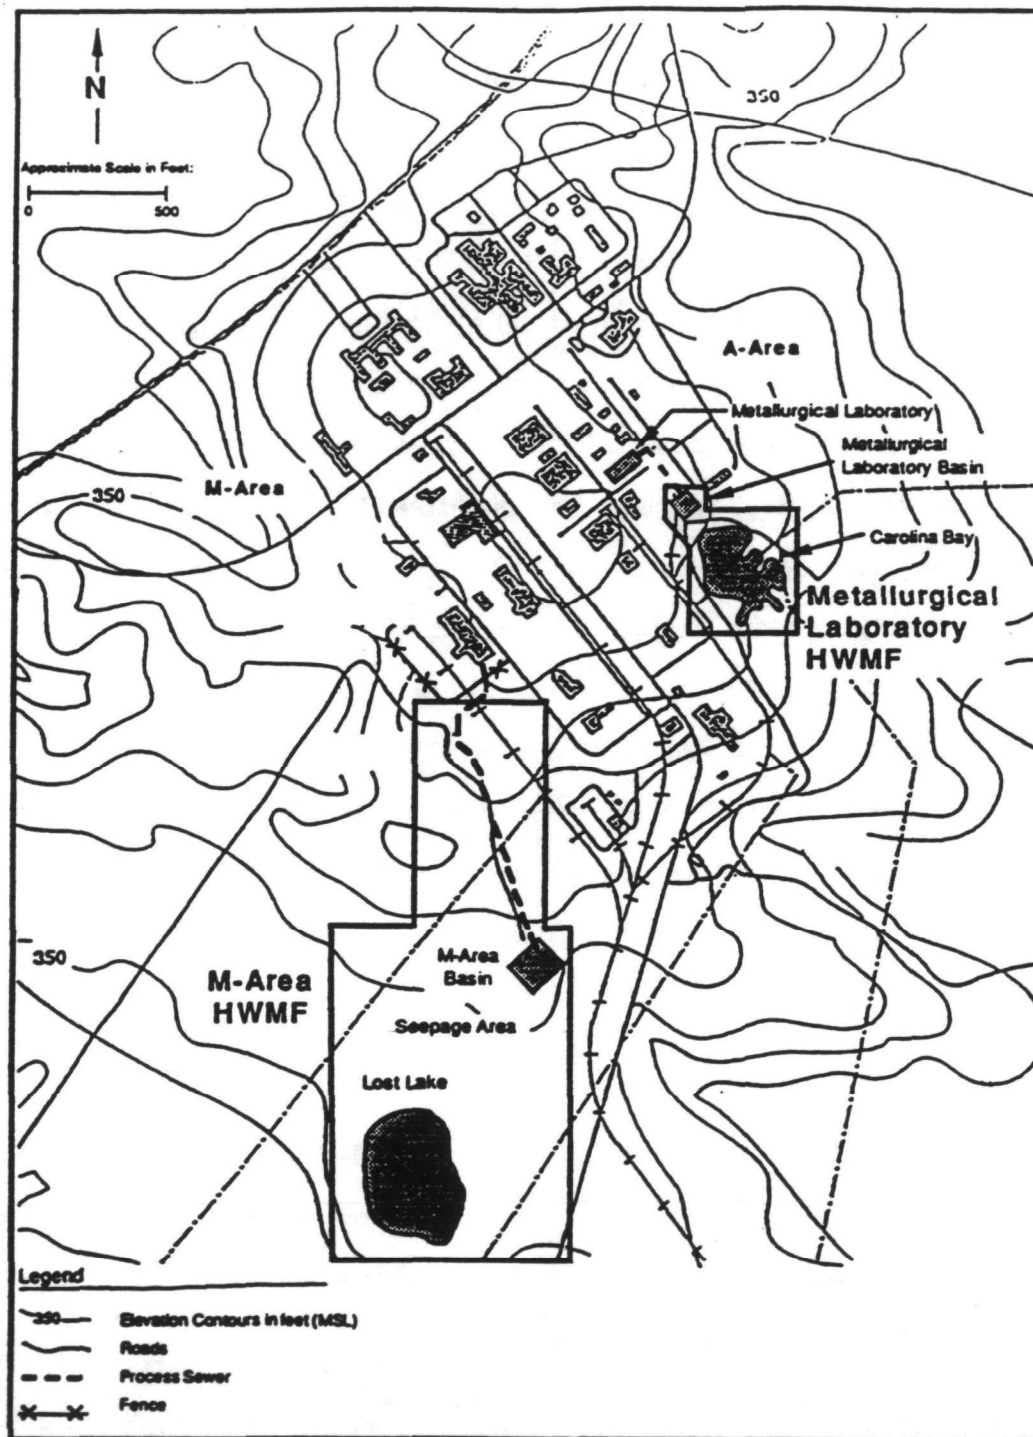 N
Approximate Scale in Feet:
0 500
350
A-Area
Metallurgical Laboratory
Metallurgical
Laboratory Basin
M-Area
350
Carolina Bay
Metallurgical
Laboratory
HWMF
350
M-Area
HWMF
M-Area
Basin
Seepage Area
Lost Lake
Legend
350 Elevation Contours in feet (MSL)
Roads
Process Sewer
Fence